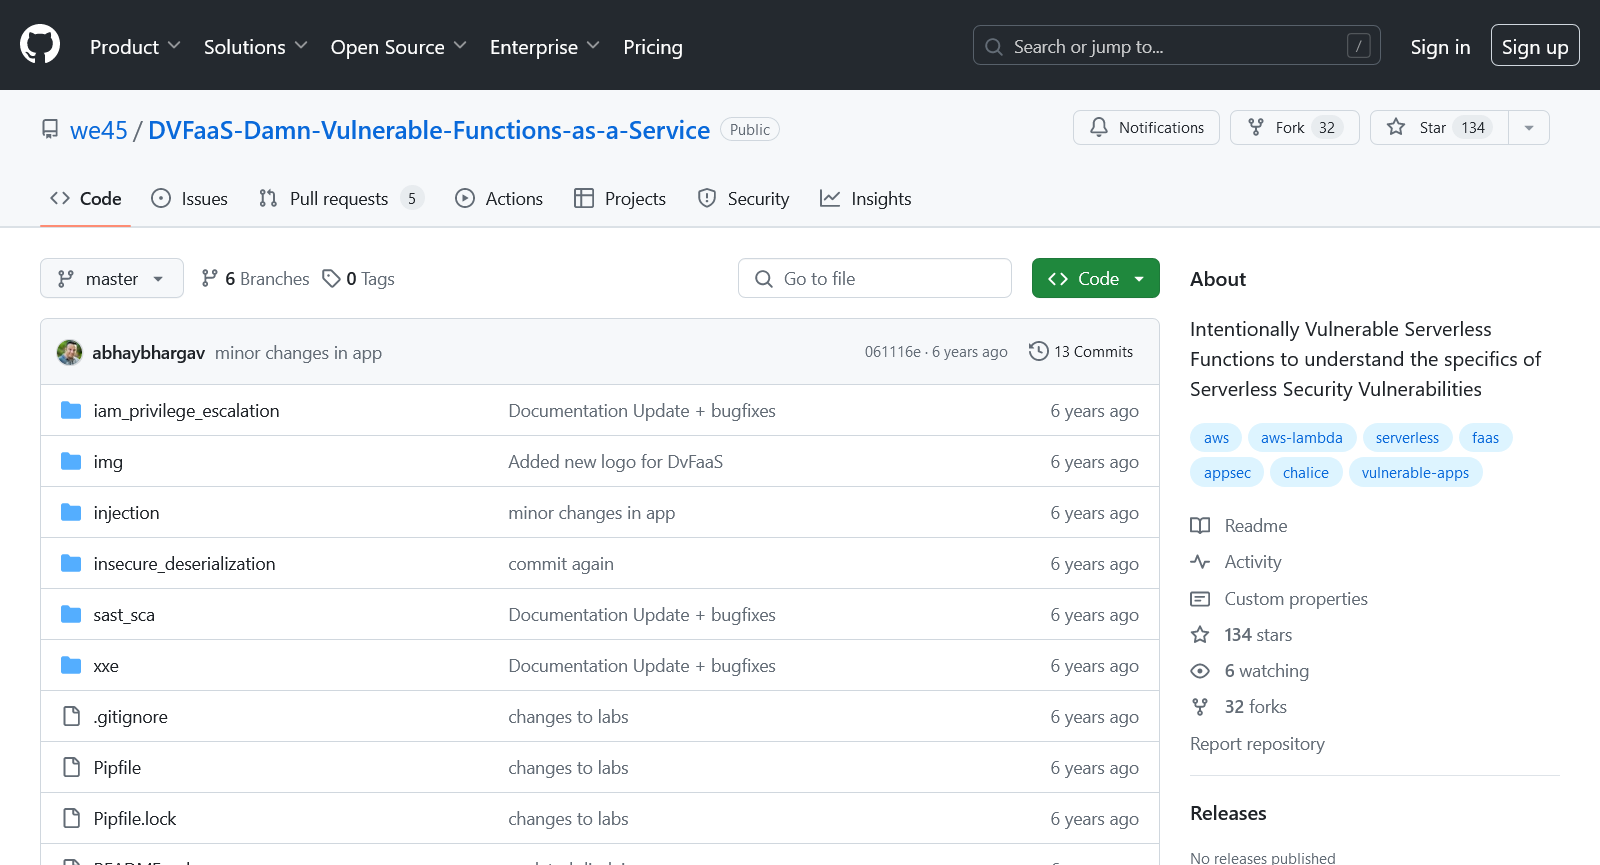 Product Solutions Open Source Enterprise Pricing Search or jump to... / Sign in Sign up
we45 / DVFaaS-Damn-Vulnerable-Functions-as-a-Service Public Notifications Fork 32 Star 134
Code Issues Pull requests 5 Actions Projects Security Insights
master 6 Branches 0 Tags Go to file Code
abhaybhargav minor changes in app 061116e · 6 years ago 13 Commits
iam_privilege_escalation Documentation Update + bugfixes 6 years ago
img Added new logo for DvFaaS 6 years ago
injection minor changes in app 6 years ago
insecure_deserialization commit again 6 years ago
sast_sca Documentation Update + bugfixes 6 years ago
xxe Documentation Update + bugfixes 6 years ago
.gitignore changes to labs 6 years ago
Pipfile changes to labs 6 years ago
Pipfile.lock changes to labs 6 years ago
About
Intentionally Vulnerable Serverless
Functions to understand the specifics of
Serverless Security Vulnerabilities
aws aws-lambda serverless faas
appsec chalice vulnerable-apps
Readme
Activity
Custom properties
134 stars
6 watching
32 forks
Report repository
Releases
No releases published